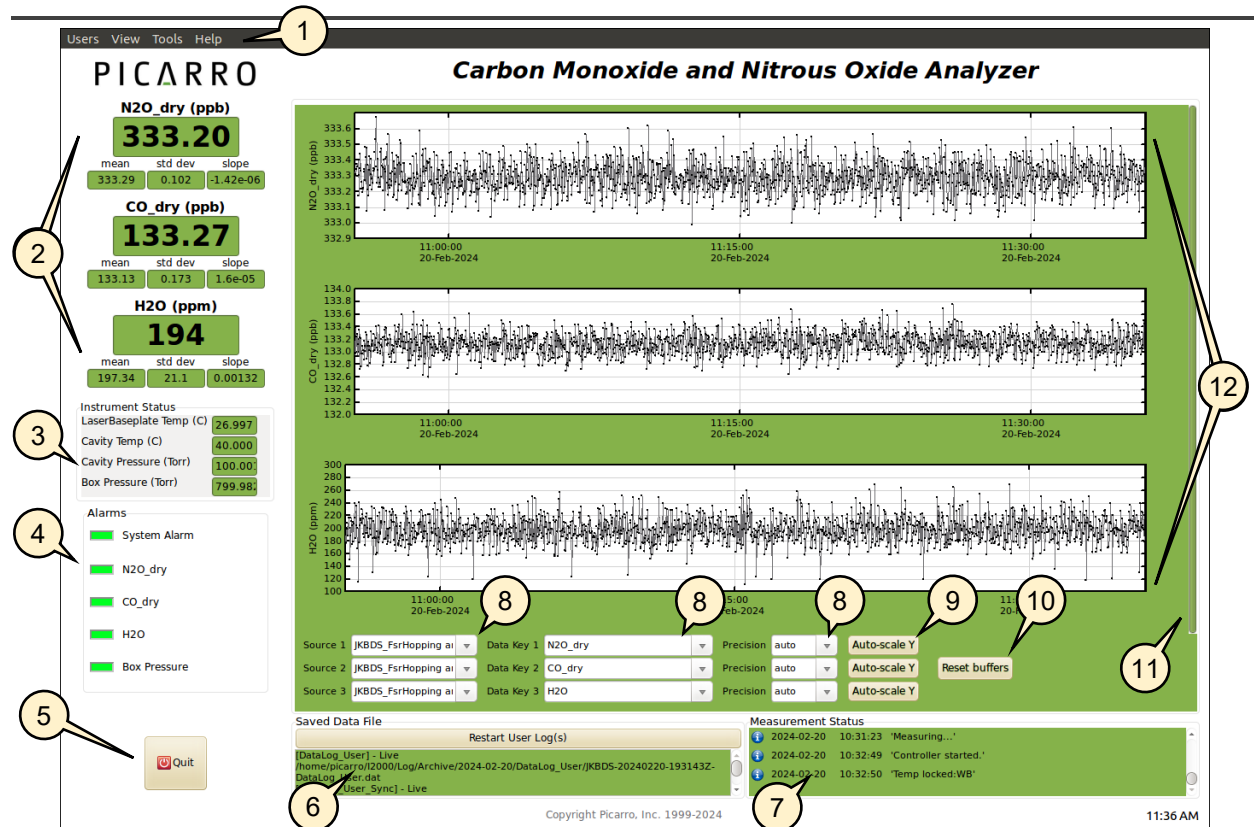 Users View Tools Help
1
PICARRO
Carbon Monoxide and Nitrous Oxide Analyzer
N2O_dry (ppb)
333.20
mean std dev slope
333.29 0.102 -1.42e-06
CO_dry (ppb)
133.27
mean std dev slope
133.13 0.173 1.6e-05
H2O (ppm)
194
mean std dev slope
197.34 21.1 0.00132
2
Instrument Status
LaserBaseplate Temp (C) 26.997
Cavity Temp (C) 40.000
Cavity Pressure (Torr) 100.00
Box Pressure (Torr) 799.98
3
Alarms
System Alarm
N2O_dry
CO_dry
H2O
Box Pressure
4
5
Quit
N2O_dry (ppb)
333.6
333.5
333.4
333.3
333.2
333.1
333.0
332.9
11:00:00 11:15:00 11:30:00
20-Feb-2024 20-Feb-2024 20-Feb-2024
CO_dry (ppb)
134.0
133.8
133.6
133.4
133.2
133.0
132.8
132.6
132.4
132.2
132.0
11:00:00 11:15:00 11:30:00
20-Feb-2024 20-Feb-2024 20-Feb-2024
H2O (ppm)
300
280
260
240
220
200
180
160
140
120
100
11:00:00 5:00 11:
20-Feb-2024 b-2024 20-Fe
12
8 8 8 9 10
11
Source 1 JKBDS_FsrHopping Data Key 1 N2O_dry Precision auto Auto-scale Y
Source 2 JKBDS_FsrHopping Data Key 2 CO_dry Precision auto Auto-scale Y Reset buffers
Source 3 JKBDS_FsrHopping Data Key 3 H2O Precision auto Auto-scale Y
Saved Data File
Restart User Log(s)
[DataLog_User] - Live
/home/picarro/I2000/Log/Archive/2024-02-20/DataLog_User/JKBDS-20240220-193143Z-
DataLog_User.dat
_User_Sync] - Live
6
Measurement Status
2024-02-20 10:31:23 'Measuring...'
2024-02-20 10:32:49 'Controller started.'
2024-02-20 10:32:50 'Temp locked:WB'
7
Copyright Picarro, Inc. 1999-2024
11:36 AM